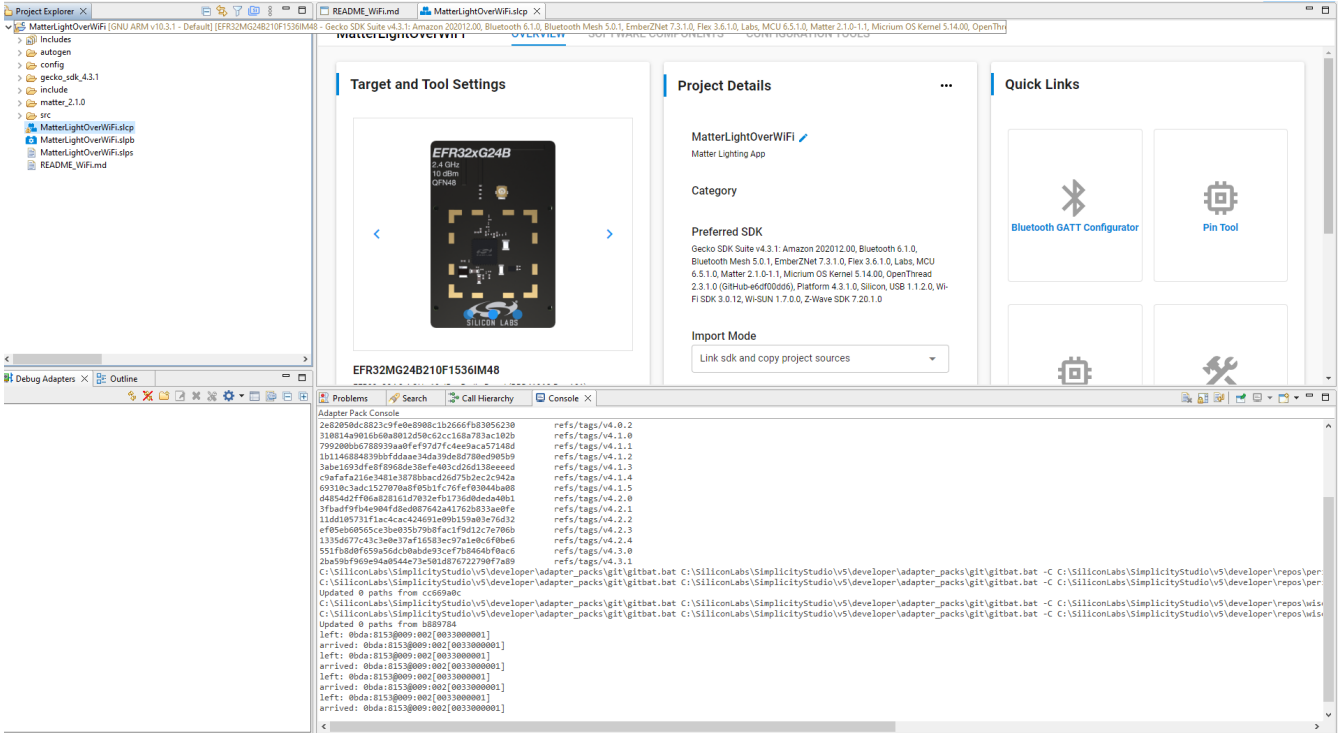 Project Explorer
README_WiFi.md
MatterLightOverWiFi.slcp
MatterLightOverWiFi [GNU ARM v10.3.1 - Default] [EFR32MG24B210F1536IM48 - Gecko SDK Suite v4.3.1: Amazon 202012.00, Bluetooth 6.1.0, Bluetooth Mesh 5.0.1, EmberZNet 7.3.1.0, Flex 3.6.1.0, Labs, MCU 6.5.1.0, Matter 2.1.0-1.1, Micrium OS Kernel 5.14.00, OpenThr
MatterLightOverWiFi
OVERVIEW
SOFTWARE COMPONENTS
CONFIGURATION TOOLS
Includes
autogen
config
gecko_sdk_4.3.1
include
matter_2.1.0
src
MatterLightOverWiFi.slcp
MatterLightOverWiFi.slpb
MatterLightOverWiFi.slps
README_WiFi.md
Target and Tool Settings
EFR32xG24B
2.4 GHz
10 dBm
QFN48
SILICON LABS
EFR32MG24B210F1536IM48
Project Details
MatterLightOverWiFi
Matter Lighting App
Category
Preferred SDK
Gecko SDK Suite v4.3.1: Amazon 202012.00, Bluetooth 6.1.0,
Bluetooth Mesh 5.0.1, EmberZNet 7.3.1.0, Flex 3.6.1.0, Labs, MCU
6.5.1.0, Matter 2.1.0-1.1, Micrium OS Kernel 5.14.00, OpenThread
2.3.1.0 (GitHub-e6df00dd6), Platform 4.3.1.0, Silicon, USB 1.1.2.0, Wi-
Fi SDK 3.0.12, Wi-SUN 1.7.0.0, Z-Wave SDK 7.20.1.0
Import Mode
Link sdk and copy project sources
Quick Links
Bluetooth GATT Configurator
Pin Tool
Debug Adapters
Outline
Problems
Search
Call Hierarchy
Console
Adapter Pack Console
2e82050dc8823c9fe0e8908c1b2666fb83056230 refs/tags/v4.0.2
310814a9016b60a8012d50c62cc168a783ac102b refs/tags/v4.1.0
799200bb6788939aa0fef97d7fc4ee9aca57148d refs/tags/v4.1.1
1b1146884839bbfddaae34da39de8d780ed905b9 refs/tags/v4.1.2
3abe1693dfe8f8968de38efe403cd26d138eeeed refs/tags/v4.1.3
c9afafa216e3481e3878bbacd26d75b2ec2c942a refs/tags/v4.1.4
69310c3adc1527070a8f05b1fc76fef03044ba08 refs/tags/v4.1.5
d4854d2ff06a828161d7032efb1736d0deda40b1 refs/tags/v4.2.0
3fbadf9fb4e904fd8ed087642a41762b833ae0fe refs/tags/v4.2.1
11dd105731f1ac4cac424691e09b159a03e76d32 refs/tags/v4.2.2
ef05eb60565ce3be035b79b8fac1f9d12c7e706b refs/tags/v4.2.3
1335d677c43c3e0e37af16583ec97a1e0c6f0be6 refs/tags/v4.2.4
551fb8d0f659a56dcb0abde93cef7b8464bf0ac6 refs/tags/v4.3.0
2ba59bf969e94a0544e73e501d876722790f7a89 refs/tags/v4.3.1
C:\SiliconLabs\SimplicityStudio\v5\developer\adapter_packs\git\gitbat.bat C:\SiliconLabs\SimplicityStudio\v5\developer\adapter_packs\git\gitbat.bat -C C:\SiliconLabs\SimplicityStudio\v5\developer\repos\per
C:\SiliconLabs\SimplicityStudio\v5\developer\adapter_packs\git\gitbat.bat C:\SiliconLabs\SimplicityStudio\v5\developer\adapter_packs\git\gitbat.bat -C C:\SiliconLabs\SimplicityStudio\v5\developer\repos\per
Updated 0 paths from cc669a0c
C:\SiliconLabs\SimplicityStudio\v5\developer\adapter_packs\git\gitbat.bat C:\SiliconLabs\SimplicityStudio\v5\developer\adapter_packs\git\gitbat.bat -C C:\SiliconLabs\SimplicityStudio\v5\developer\repos\wis
C:\SiliconLabs\SimplicityStudio\v5\developer\adapter_packs\git\gitbat.bat C:\SiliconLabs\SimplicityStudio\v5\developer\adapter_packs\git\gitbat.bat -C C:\SiliconLabs\SimplicityStudio\v5\developer\repos\wis
Updated 0 paths from b889784
left: 0bda:8153@009:002[0033000001]
arrived: 0bda:8153@009:002[0033000001]
left: 0bda:8153@009:002[0033000001]
arrived: 0bda:8153@009:002[0033000001]
left: 0bda:8153@009:002[0033000001]
arrived: 0bda:8153@009:002[0033000001]
left: 0bda:8153@009:002[0033000001]
arrived: 0bda:8153@009:002[0033000001]